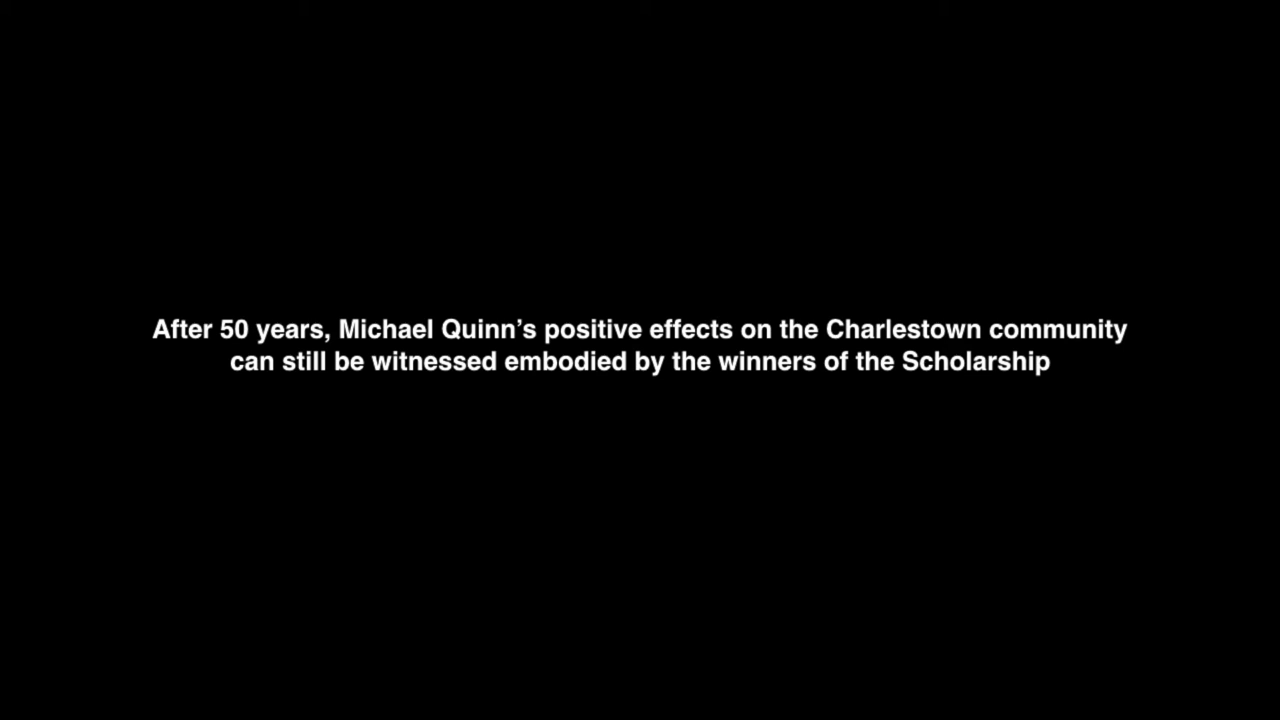 After 50 years, Michael Quinn’s positive effects on the Charlestown community
can still be witnessed embodied by the winners of the Scholarship